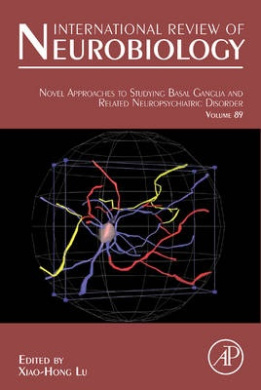 INTERNATIONAL REVIEW OF
NEUROBIOLOGY
NOVEL APPROACHES TO STUDYING BASAL GANGLIA AND
RELATED NEUROPSYCHIATRIC DISORDER
VOLUME 89
EDITED BY
XIAO-HONG LU
AP